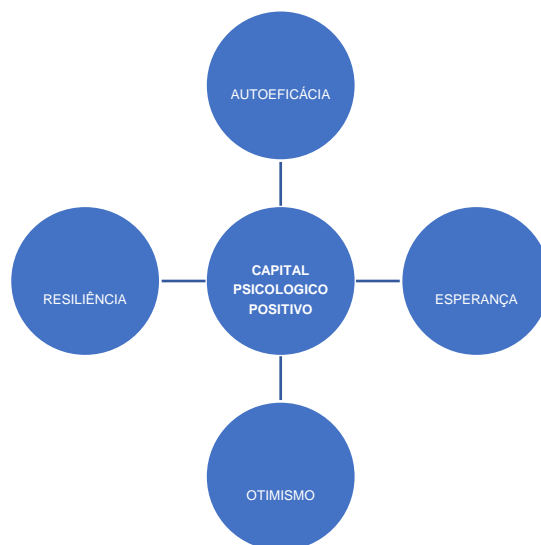 AUTOEFICÁCIA
RESILIÊNCIA
CAPITAL
PSICOLOGICO
POSITIVO
ESPERANÇA
OTIMISMO